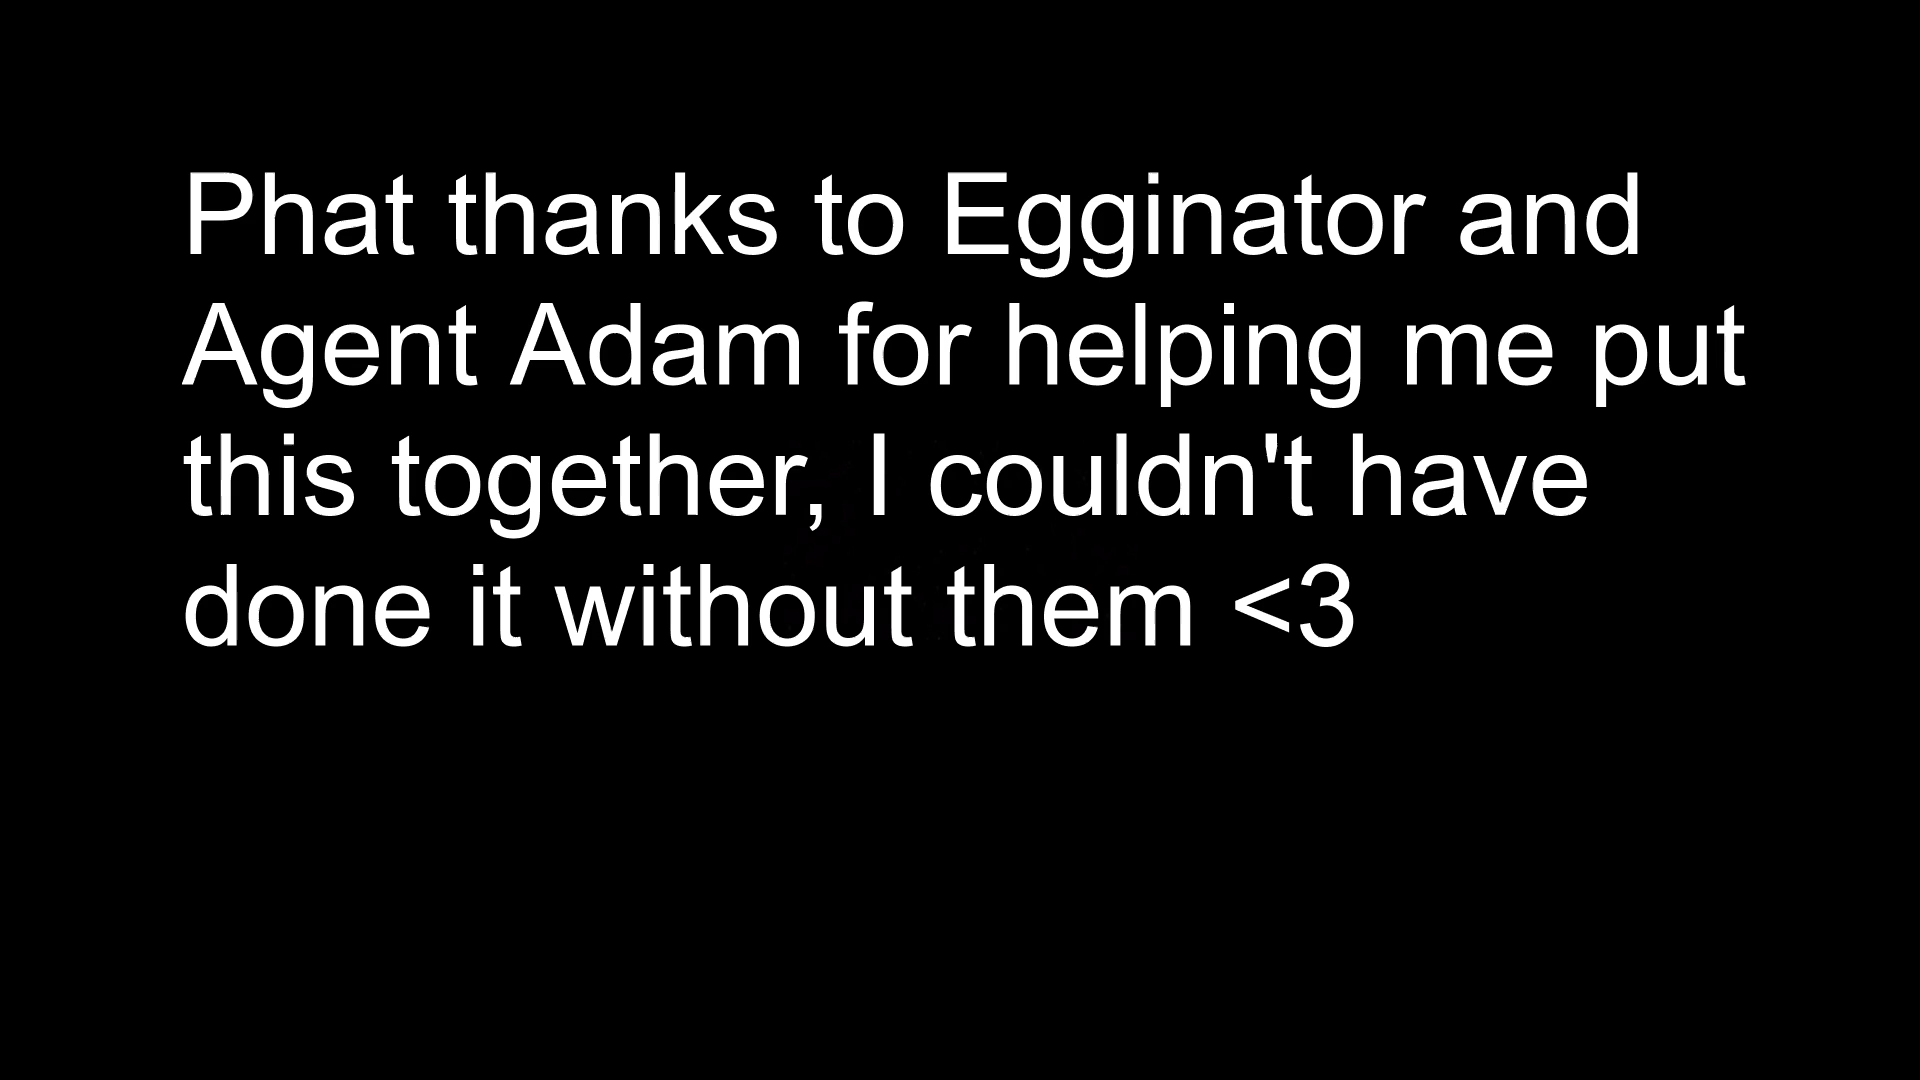 Phat thanks to Egginator and
Agent Adam for helping me put
this together, I couldn't have
done it without them <3